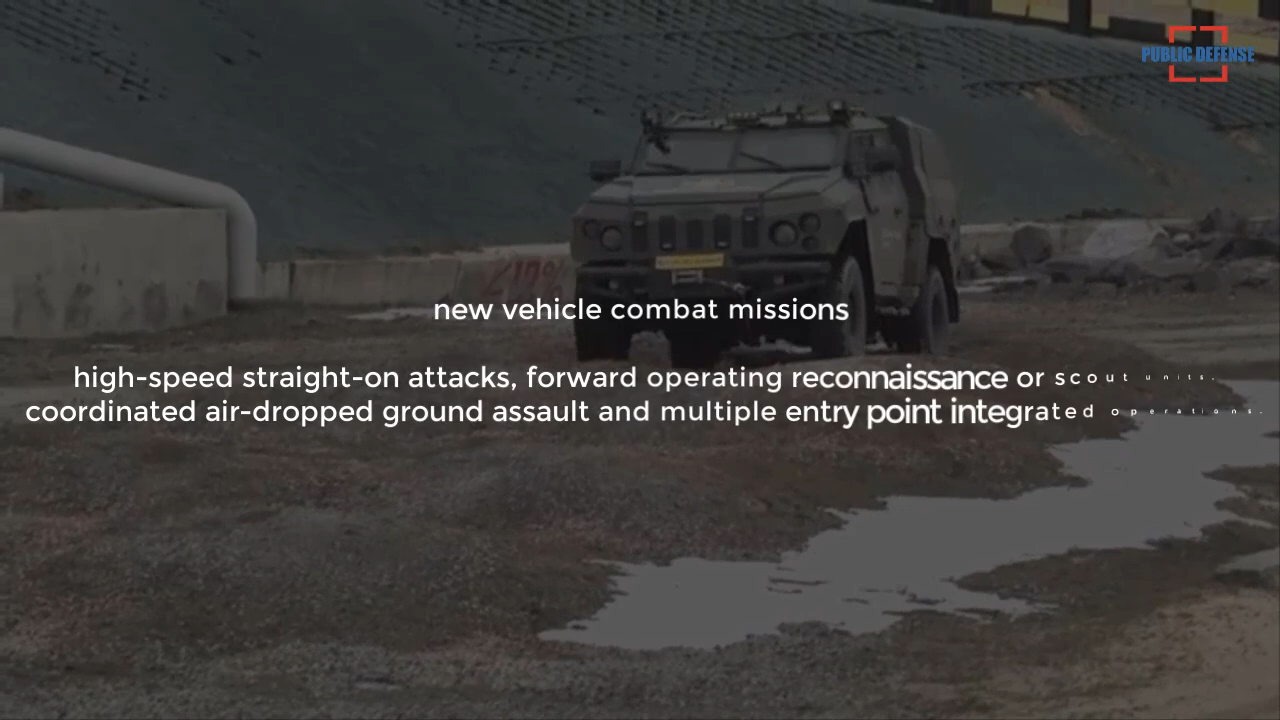 PUBLIC DEFENSE
new vehicle combat missions
high-speed straight-on attacks, forward operating reconnaissance or scout units.
coordinated air-dropped ground assault and multiple entry point integrated operations.